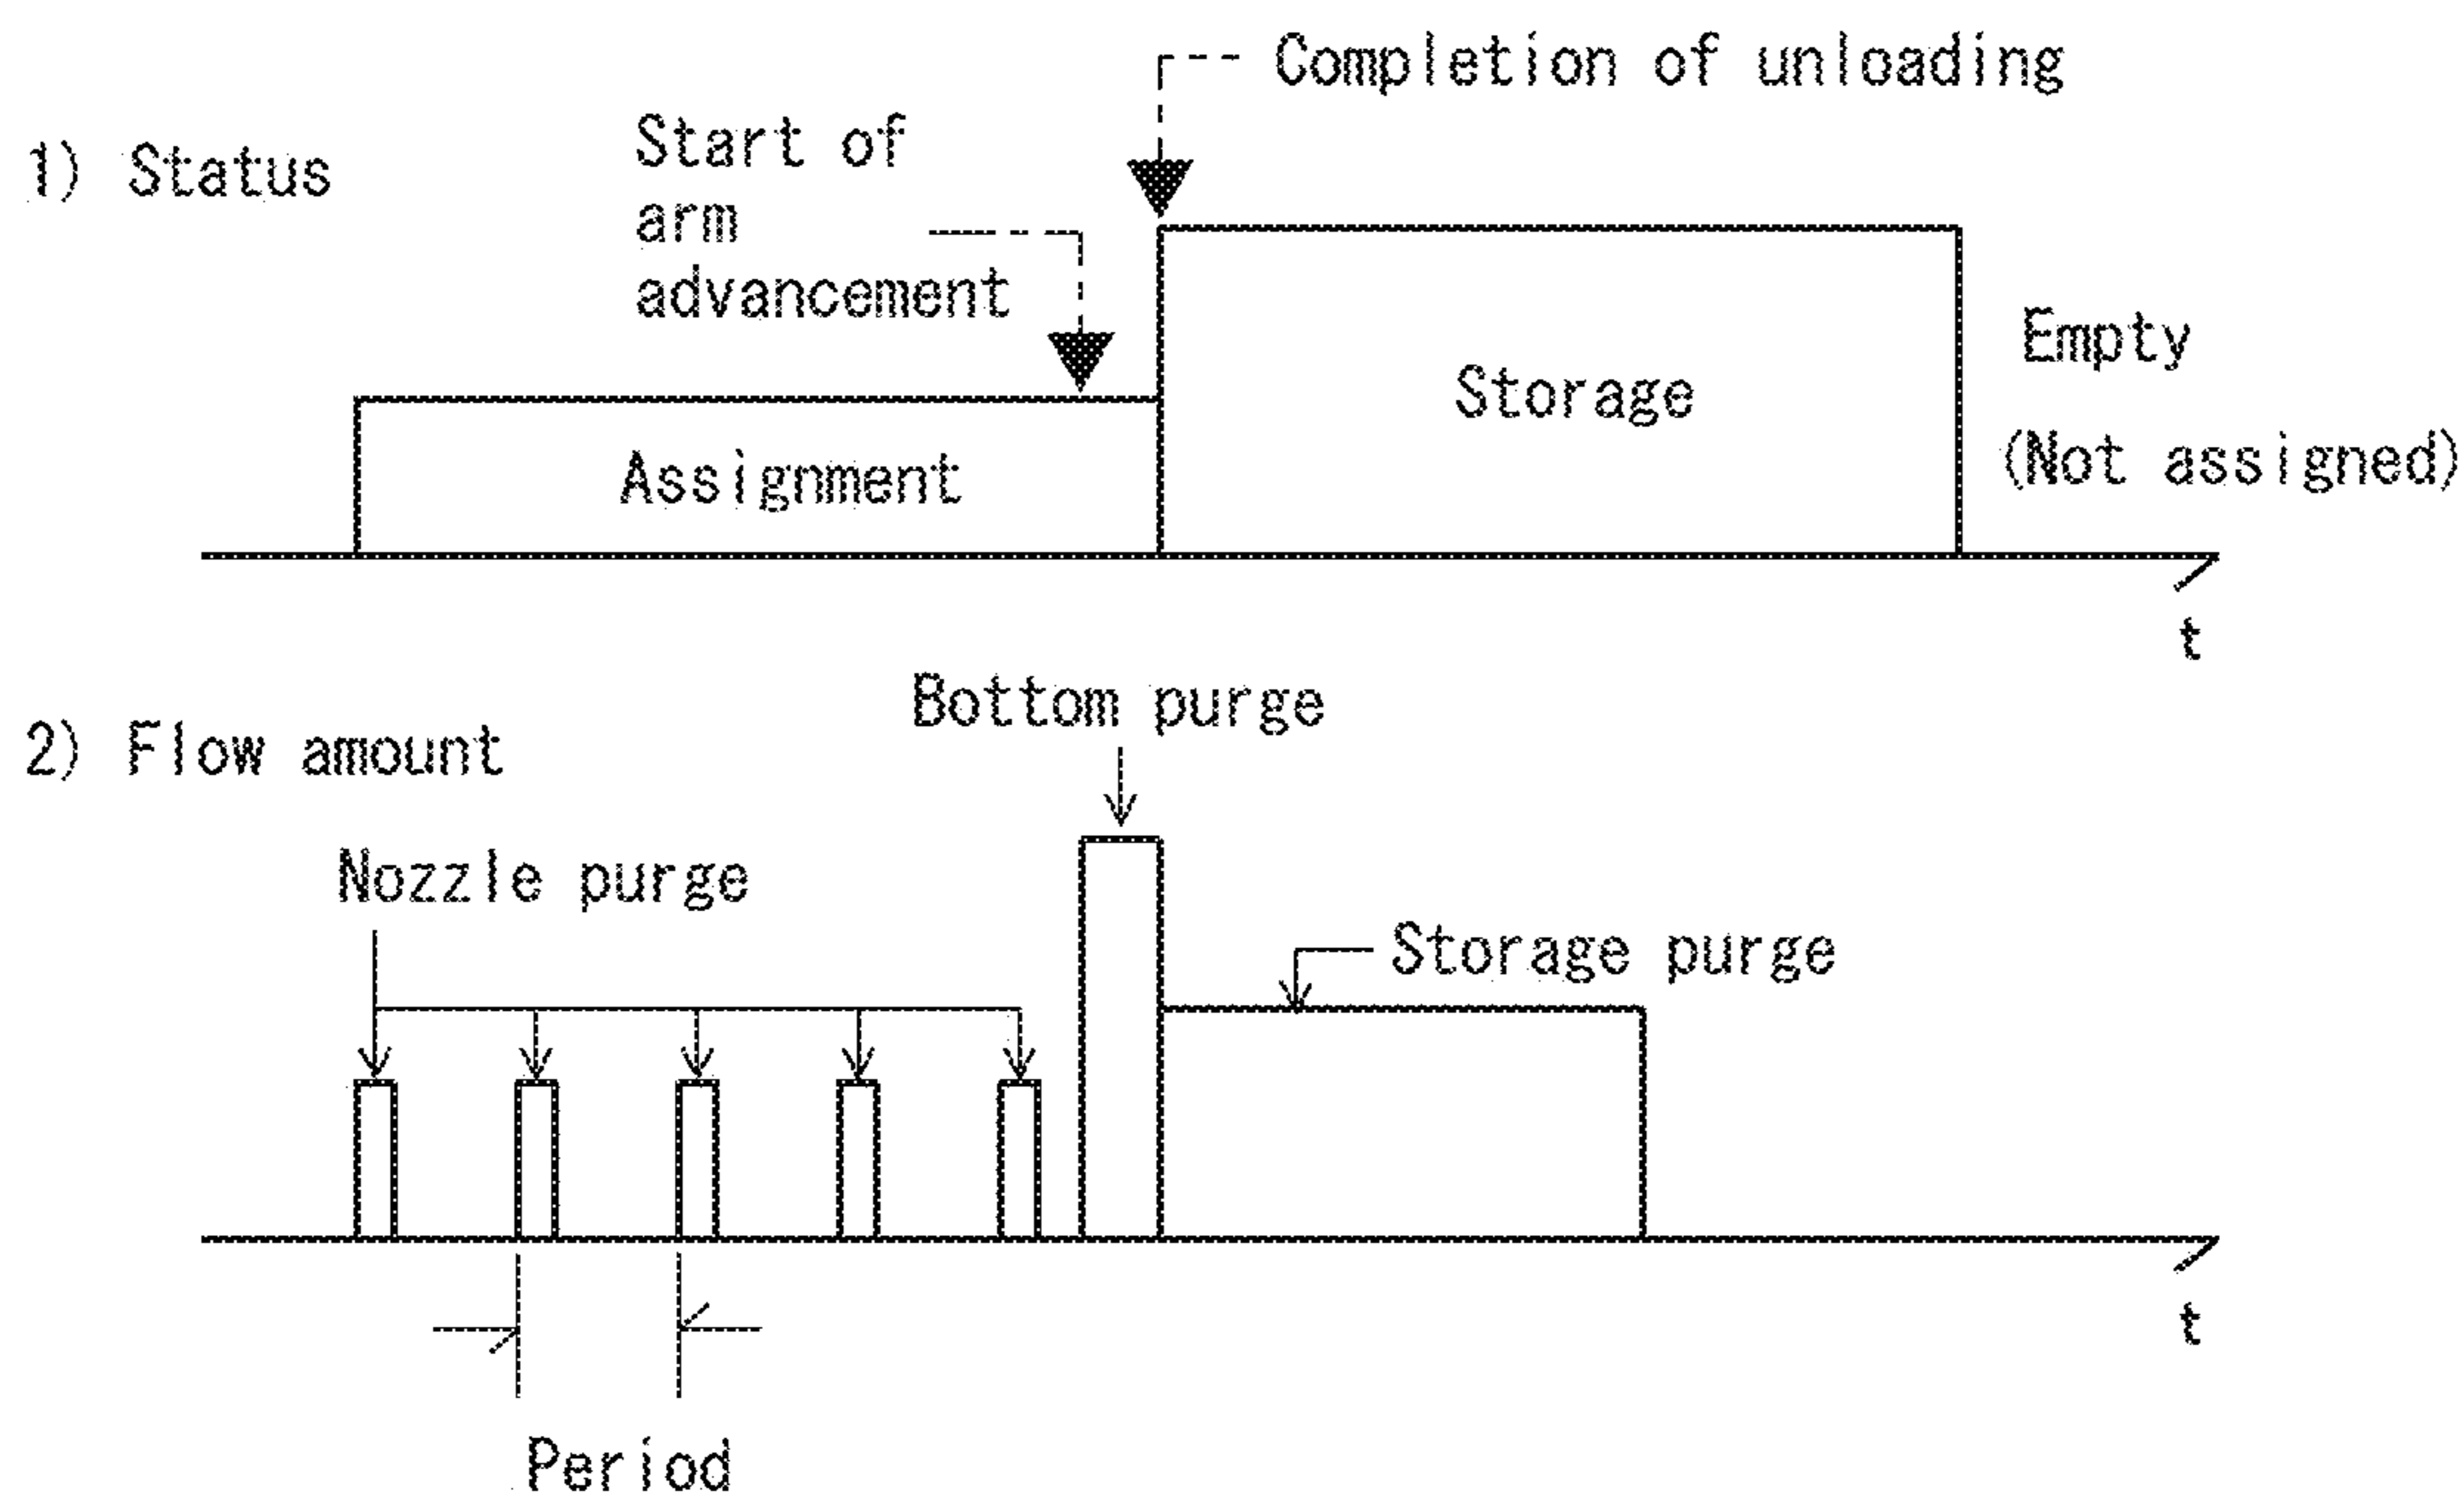 Completion of unloading
Start of
arm
advancement
1) Status
Empty
(Not assigned)
Storage
Assignment
t
Bottom purge
2) Flow amount
Nozzle purge
Storage purge
t
Period